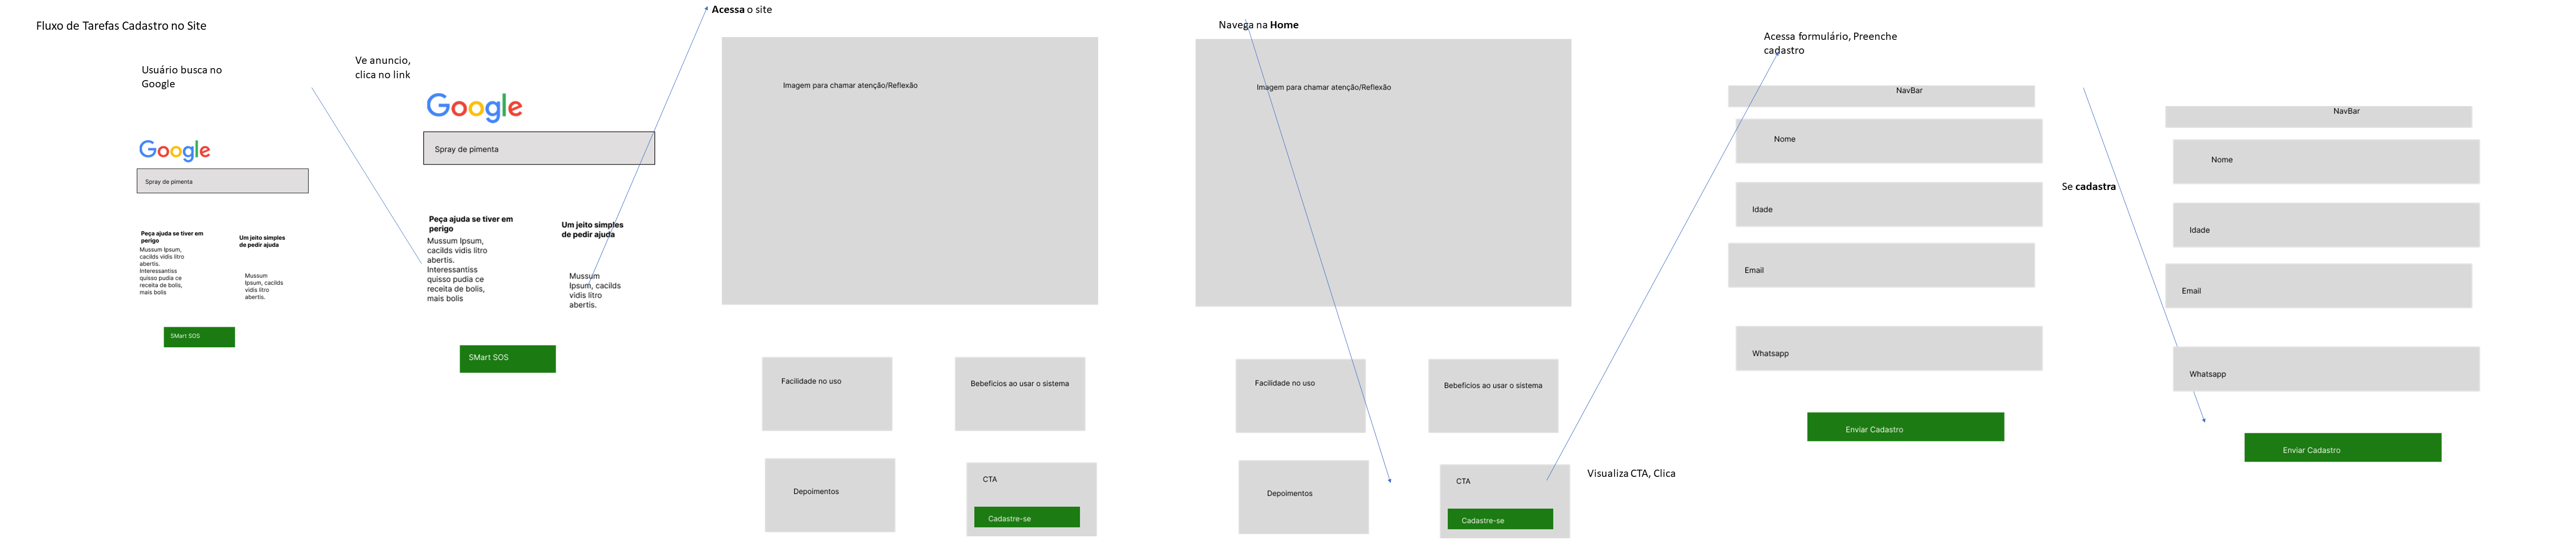 Fluxo de Tarefas Cadastro no Site
Usuário busca no
Google
Google
Spray de pimenta
Peça ajuda se tiver em
perigo
Mussum Ipsum,
cacilds vidis litro
abertis.
Interessantiss
quisso pudia ce
receita de bolis,
mais bolis
Um jeito simples
de pedir ajuda
Mussum
Ipsum, cacilds
vidis litro
abertis.
SMart SOS
Ve anuncio,
clica no link
Google
Spray de pimenta
Peça ajuda se tiver em
perigo
Mussum Ipsum,
cacilds vidis litro
abertis.
Interessantiss
quisso pudia ce
receita de bolis,
mais bolis
Um jeito simples
de pedir ajuda
Mussum
Ipsum, cacilds
vidis litro
abertis.
SMart SOS
Acessa o site
Imagem para chamar atenção/Reflexão
Facilidade no uso
Bebeficios ao usar o sistema
Depoimentos
CTA
Cadastre-se
Navega na Home
Imagem para chamar atenção/Reflexão
Facilidade no uso
Bebeficios ao usar o sistema
Depoimentos
CTA
Cadastre-se
Visualiza CTA, Clica
Acessa formulário, Preenche
cadastro
NavBar
Nome
Idade
Email
Whatsapp
Enviar Cadastro
Se cadastra
NavBar
Nome
Idade
Email
Whatsapp
Enviar Cadastro